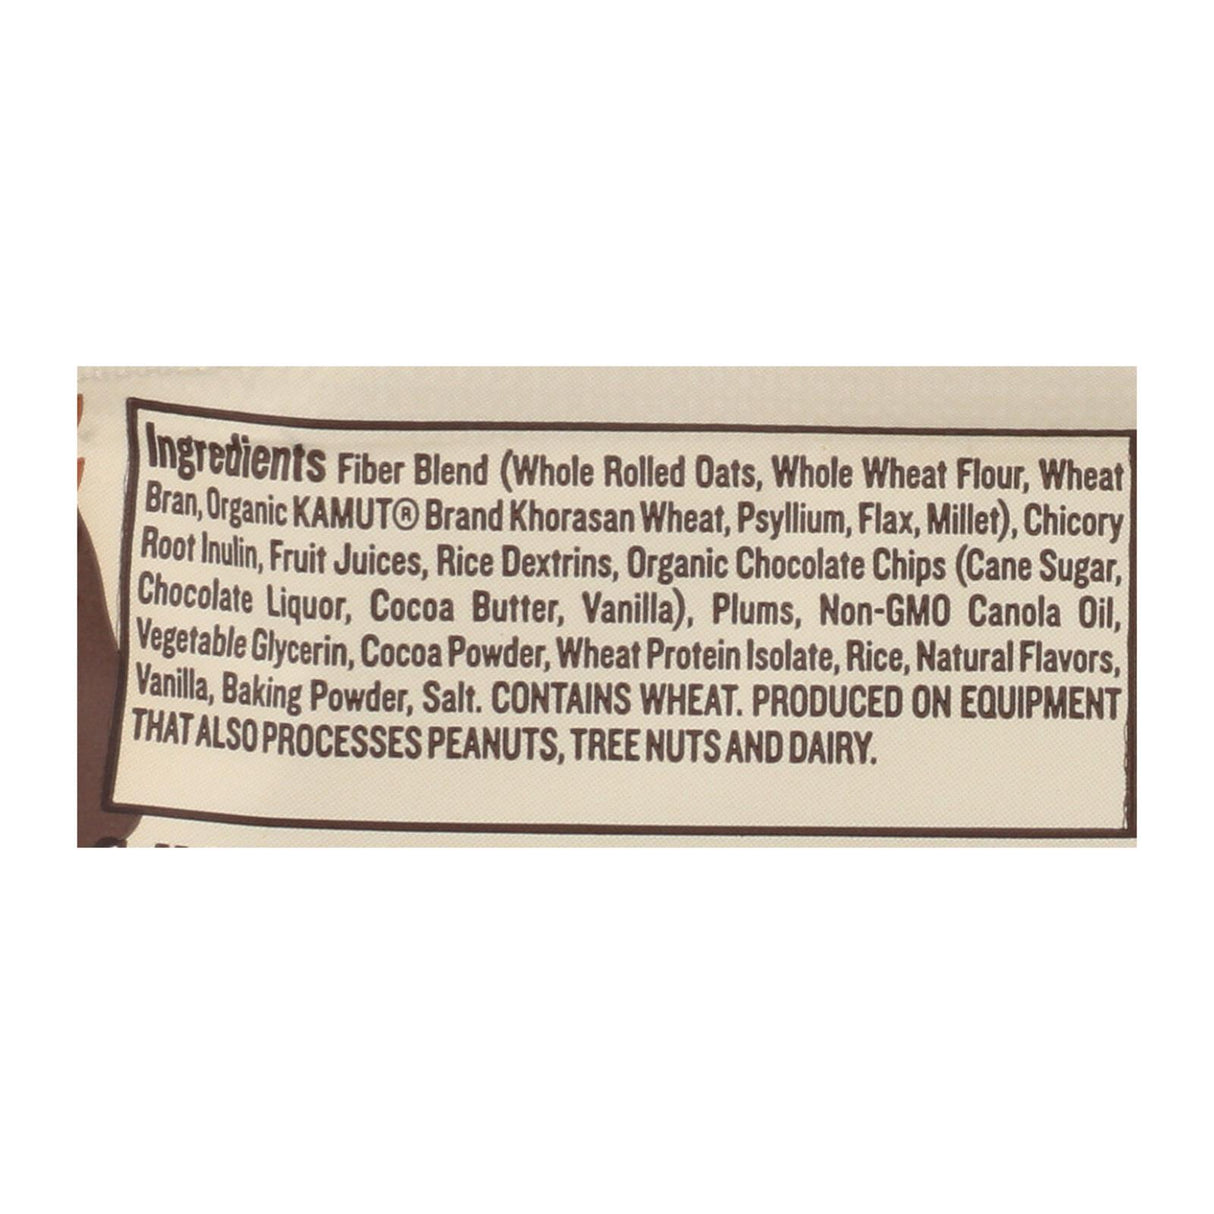 Ingredients Fiber Blend (Whole Rolled Oats, Whole Wheat Flour, Wheat
Bran, Organic KAMUT® Brand Khorasan Wheat, Psyllium, Flax, Millet), Chicory
Root Inulin, Fruit Juices, Rice Dextrins, Organic Chocolate Chips (Cane Sugar,
Chocolate Liquor, Cocoa Butter, Vanilla), Plums, Non-GMO Canola Oil,
Vegetable Glycerin, Cocoa Powder, Wheat Protein Isolate, Rice, Natural Flavors,
Vanilla, Baking Powder, Salt. CONTAINS WHEAT. PRODUCED ON EQUIPMENT
THAT ALSO PROCESSES PEANUTS, TREE NUTS AND DAIRY.